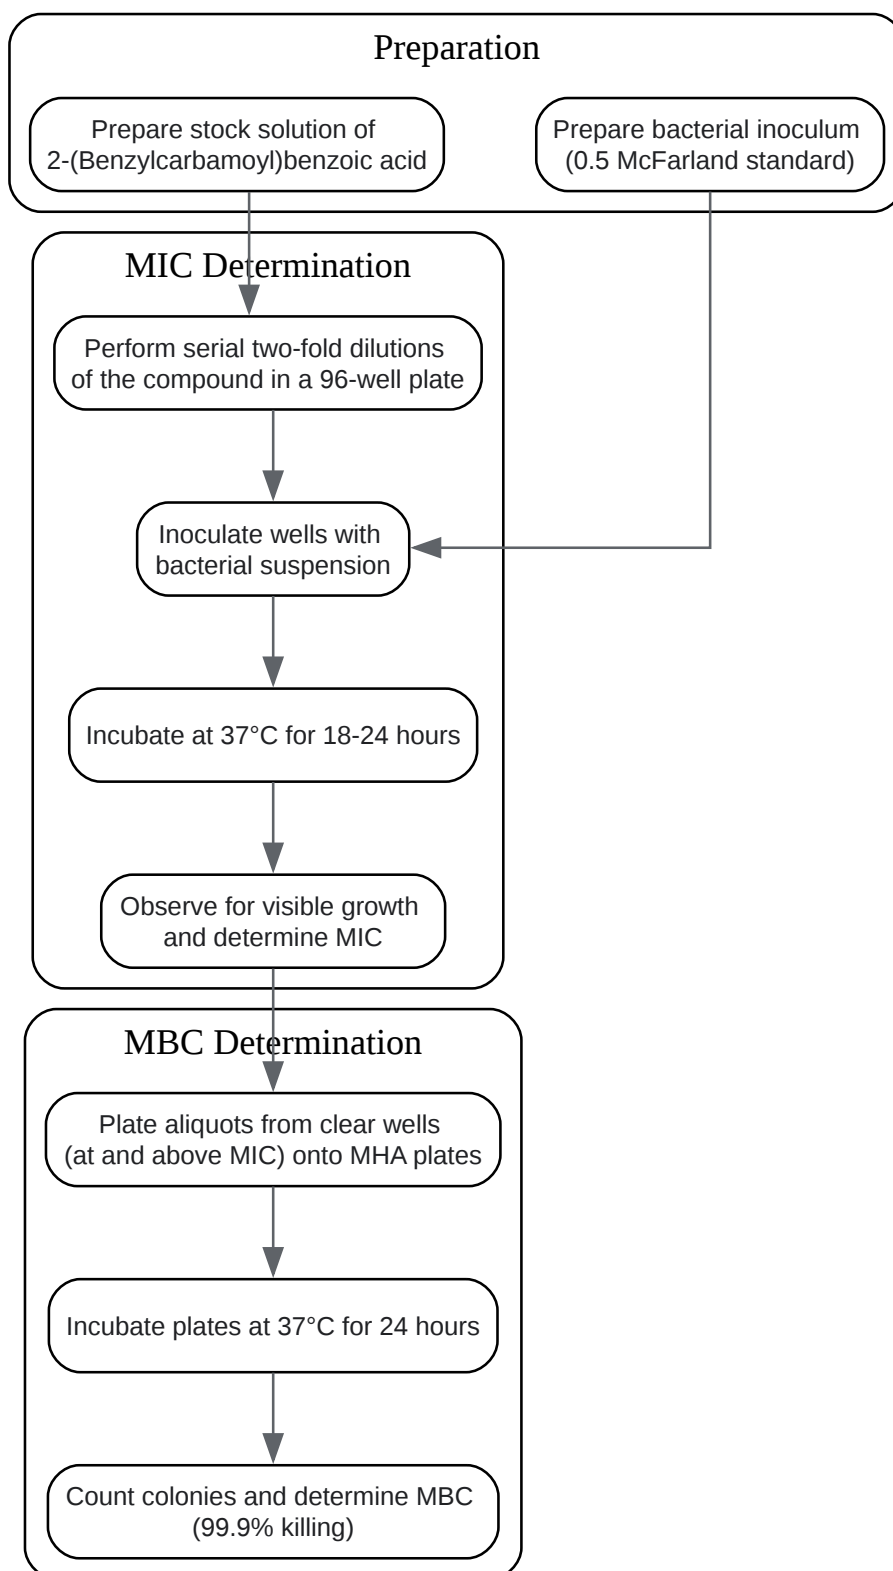 Preparation
Prepare stock solution of
2-(Benzylcarbamoyl)benzoic acid
Prepare bacterial inoculum
(0.5 McFarland standard)
MIC Determination
Perform serial two-fold dilutions
of the compound in a 96-well plate
Inoculate wells with
bacterial suspension
Incubate at 37°C for 18-24 hours
Observe for visible growth
and determine MIC
MBC Determination
Plate aliquots from clear wells
(at and above MIC) onto MHA plates
Incubate plates at 37°C for 24 hours
Count colonies and determine MBC
(99.9% killing)